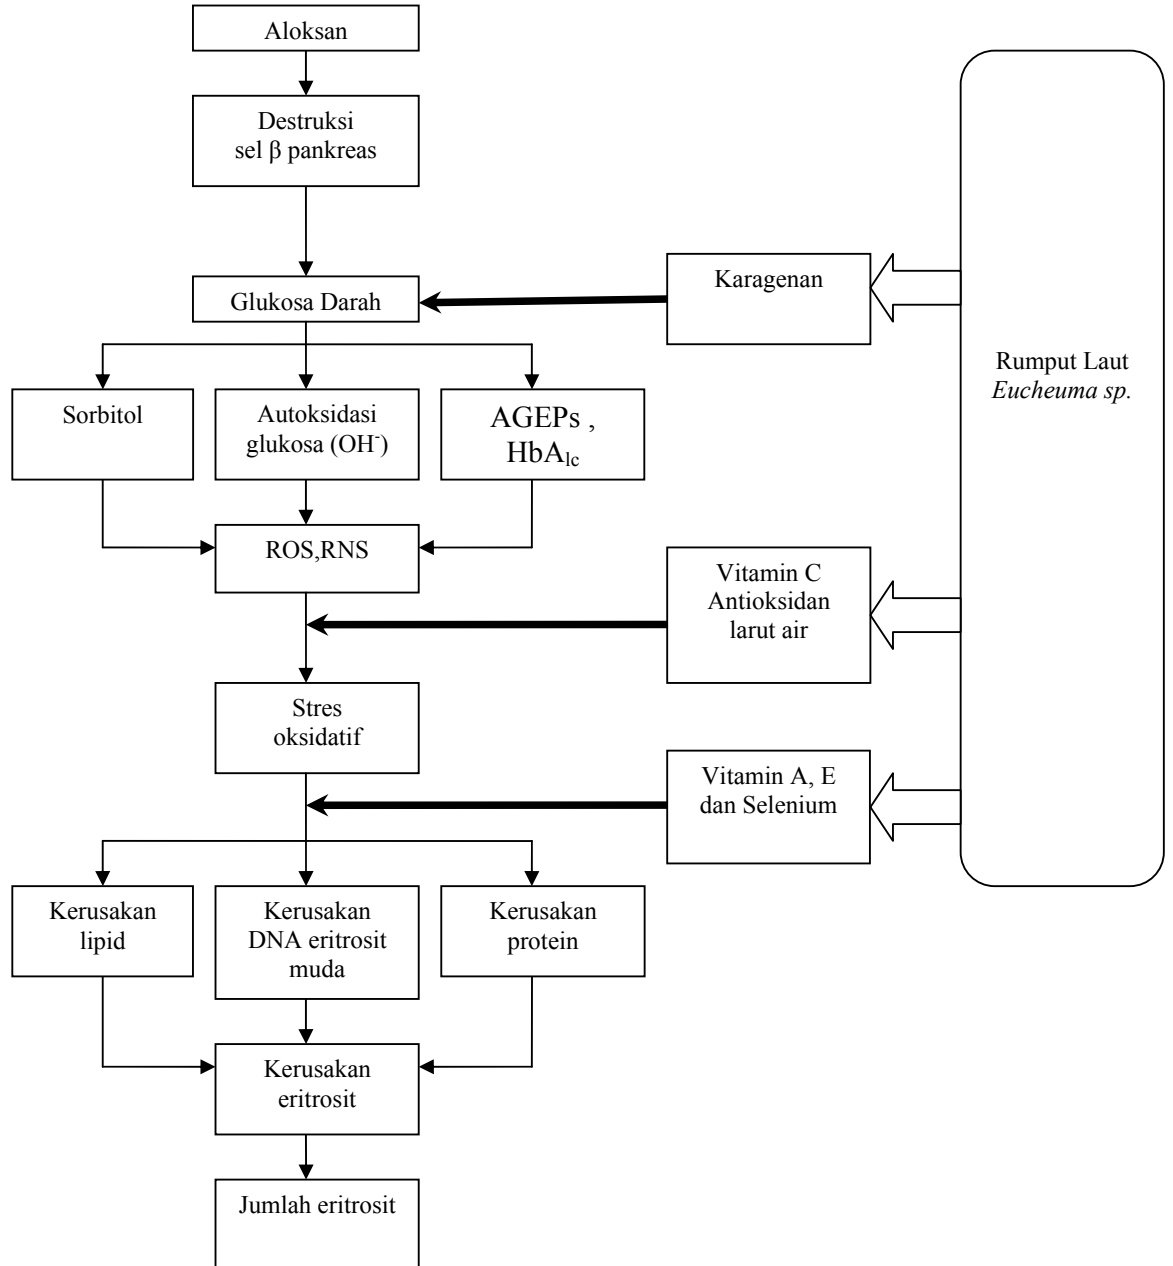 Aloksan
Destruksi
sel β pankreas
Glukosa Darah
Karagenan
Rumput Laut
Eucheuma sp.
Sorbitol
Autoksidasi
glukosa (OH⁻)
AGEPs ,
HbA₁c
ROS,RNS
Vitamin C
Antioksidan
larut air
Stres
oksidatif
Vitamin A, E
dan Selenium
Kerusakan
lipid
Kerusakan
DNA eritrosit
muda
Kerusakan
protein
Kerusakan
eritrosit
Jumlah eritrosit